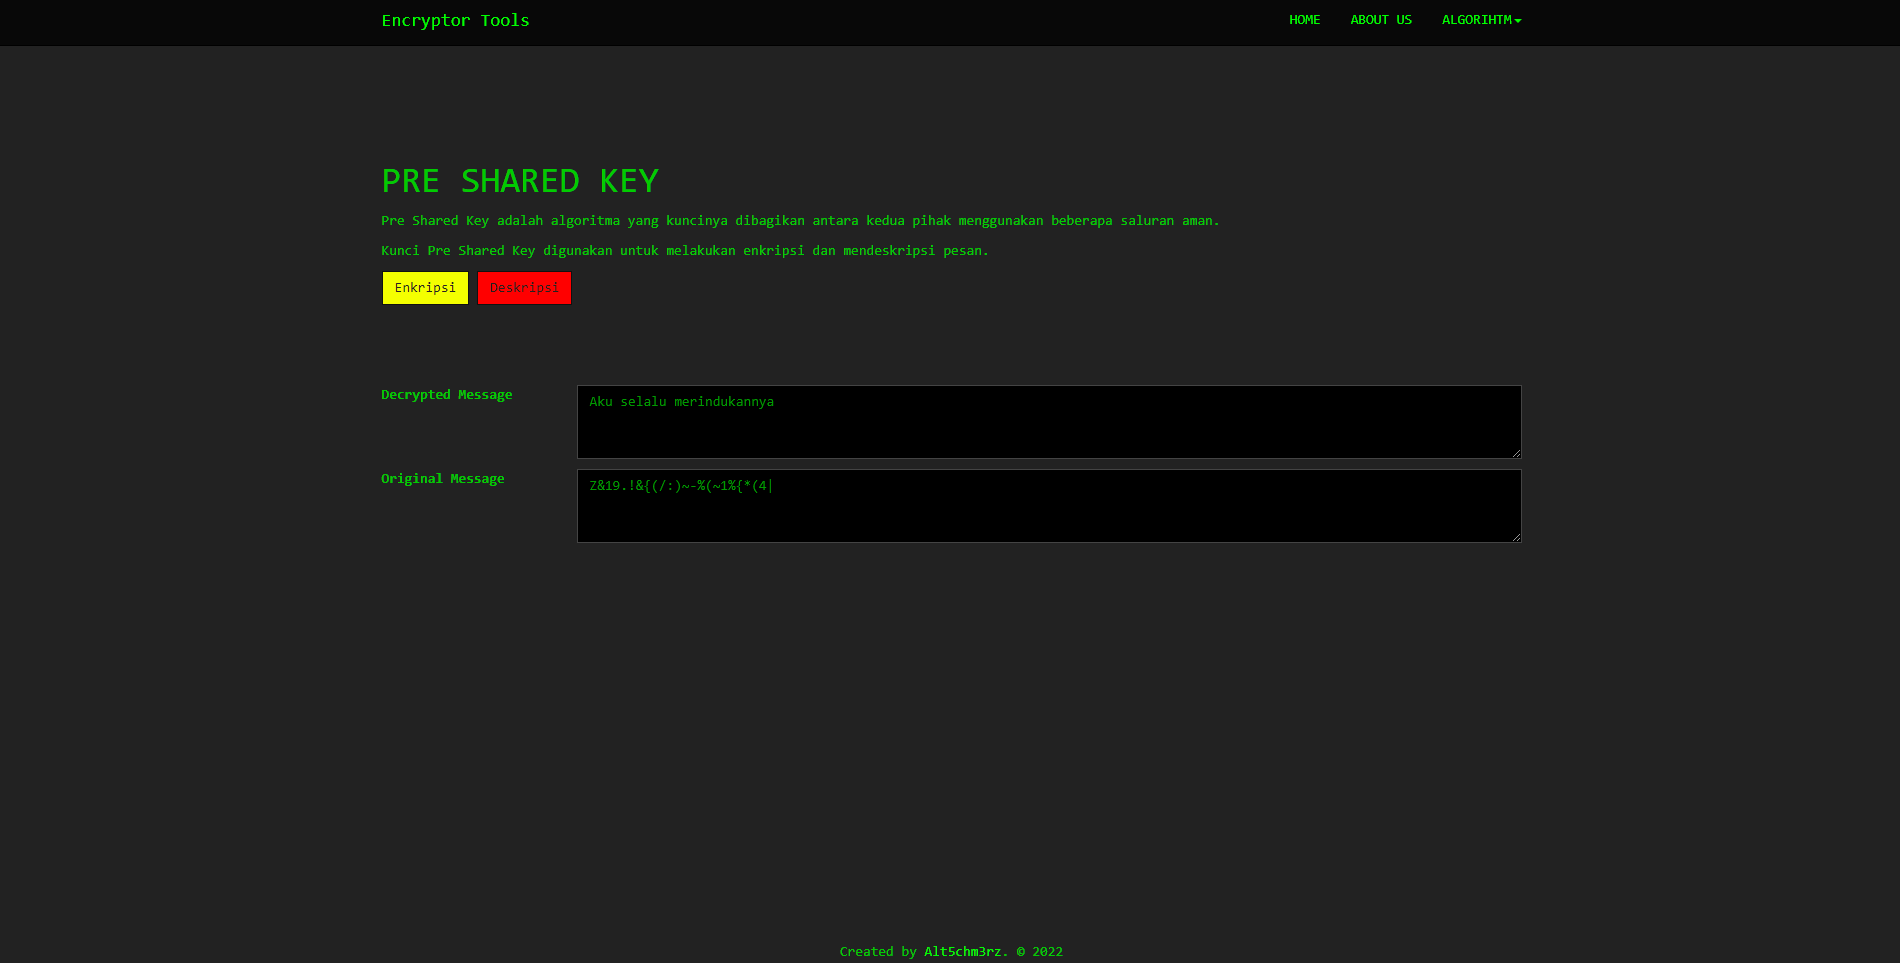 Encryptor Tools HOME ABOUT US ALGORIHTM
PRE SHARED KEY
Pre Shared Key adalah algoritma yang kuncinya dibagikan antara kedua pihak menggunakan beberapa saluran aman.
Kunci Pre Shared Key digunakan untuk melakukan enkripsi dan mendeskripsi pesan.
Enkripsi Deskripsi
Decrypted Message
Aku selalu merindukannya
Original Message
Z&19.!&{(/:)~-%(~1%{*(4|
Created by Alt5chm3rz. © 2022